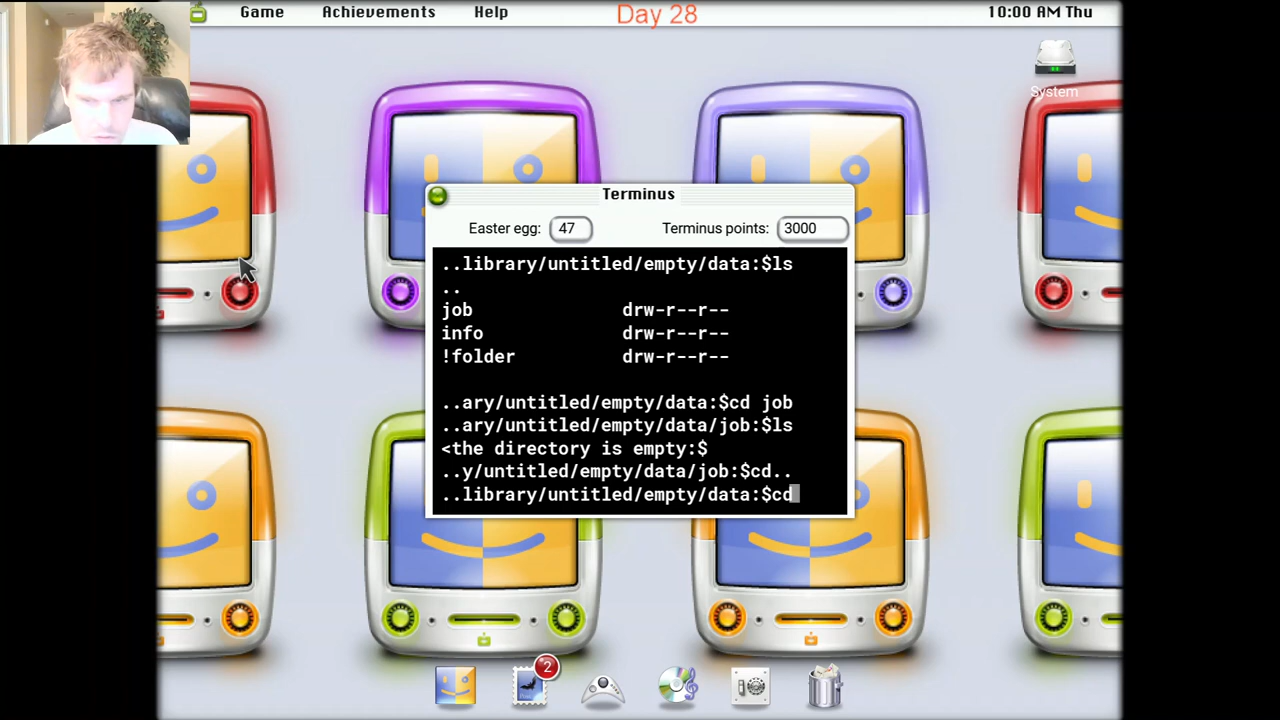 Game Achievements Help Day 28 10:00 AM Thu
System
Terminus
Easter egg: 47 Terminus points: 3000
..library/untitled/empty/data:$ls
..
job drw-r--r--
info drw-r--r--
!folder drw-r--r--
..ary/untitled/empty/data:$cd job
..ary/untitled/empty/data/job:$ls
<the directory is empty:$
..y/untitled/empty/data/job:$cd..
..library/untitled/empty/data:$cd
2